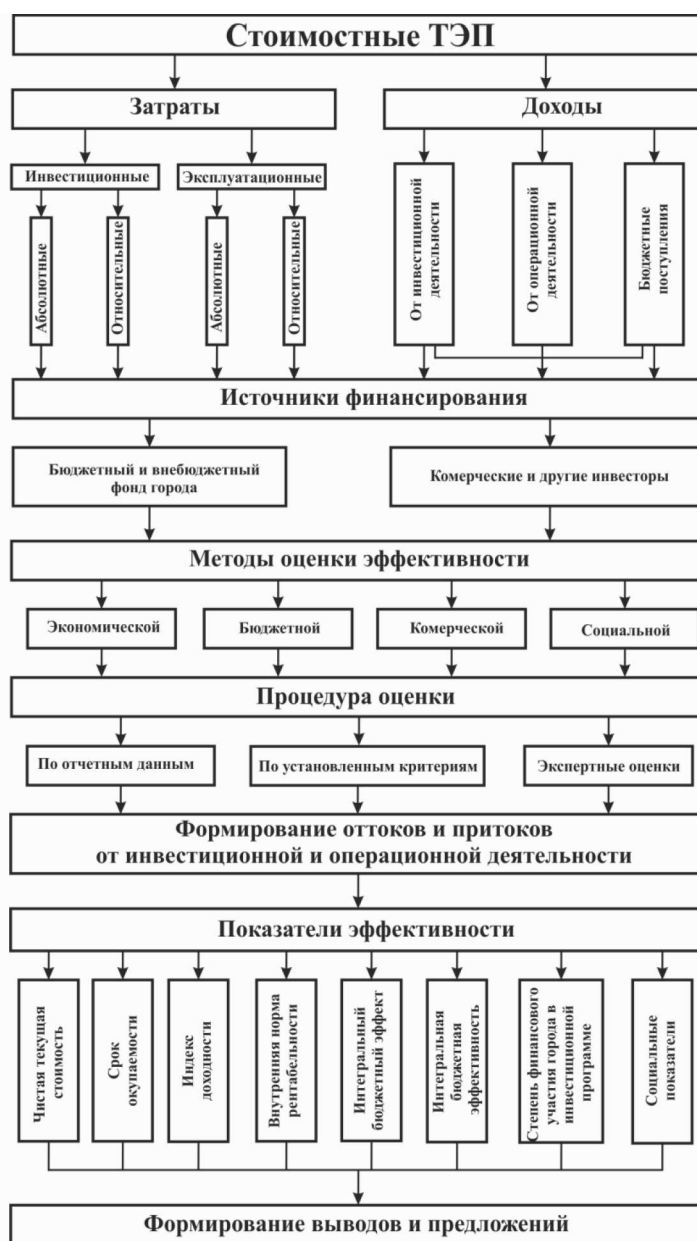 Стоимостные ТЭП
Затраты
Доходы
Инвестиционные
Эксплуатационные
Абсолютные
Относительные
Абсолютные
Относительные
От инвестиционной
деятельности
От операционной
деятельности
Бюджетные
поступления
Источники финансирования
Бюджетный и внебюджетный
фонд города
Комерческие и другие инвесторы
Методы оценки эффективности
Экономической
Бюджетной
Комерческой
Социальной
Процедура оценки
По отчетным данным
По установленным критериям
Экспертные оценки
Формирование оттоков и притоков
от инвестиционной и операционной деятельности
Показатели эффективности
Чистая текущая
стоимость
Срок
окупаемости
Индекс
доходности
Внутренняя норма
рентабельности
Интегральный
бюджетный эффект
Интегральная
бюджетная
эффективность
Степень финансового
участия города в
инвестиционной
программе
Социальные
показатели
Формирование выводов и предложений